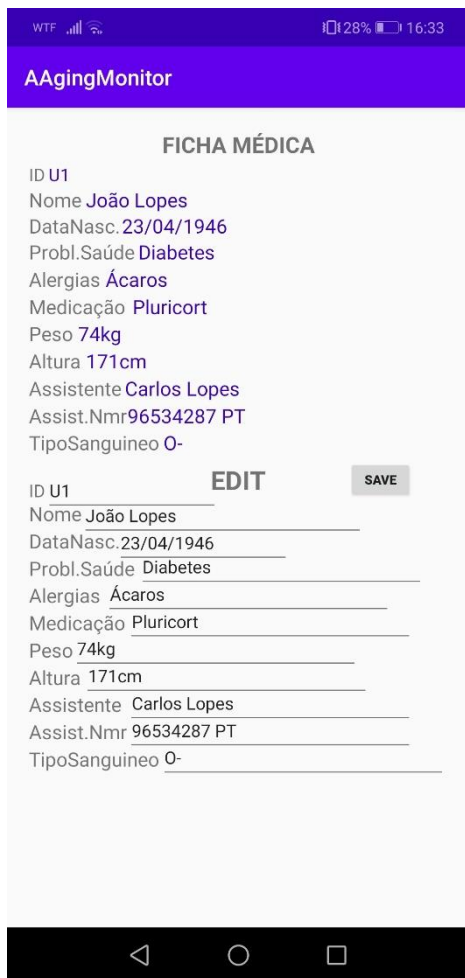 WTF 28% 16:33
AAgingMonitor
FICHA MÉDICA
ID U1
Nome João Lopes
DataNasc. 23/04/1946
Probl.Saúde Diabetes
Alergias Ácaros
Medicação Pluricort
Peso 74kg
Altura 171cm
Assistente Carlos Lopes
Assist.Nmr 96534287 PT
TipoSanguineo O-
EDIT SAVE
ID U1
Nome João Lopes
DataNasc. 23/04/1946
Probl.Saúde Diabetes
Alergias Ácaros
Medicação Pluricort
Peso 74kg
Altura 171cm
Assistente Carlos Lopes
Assist.Nmr 96534287 PT
TipoSanguineo O-